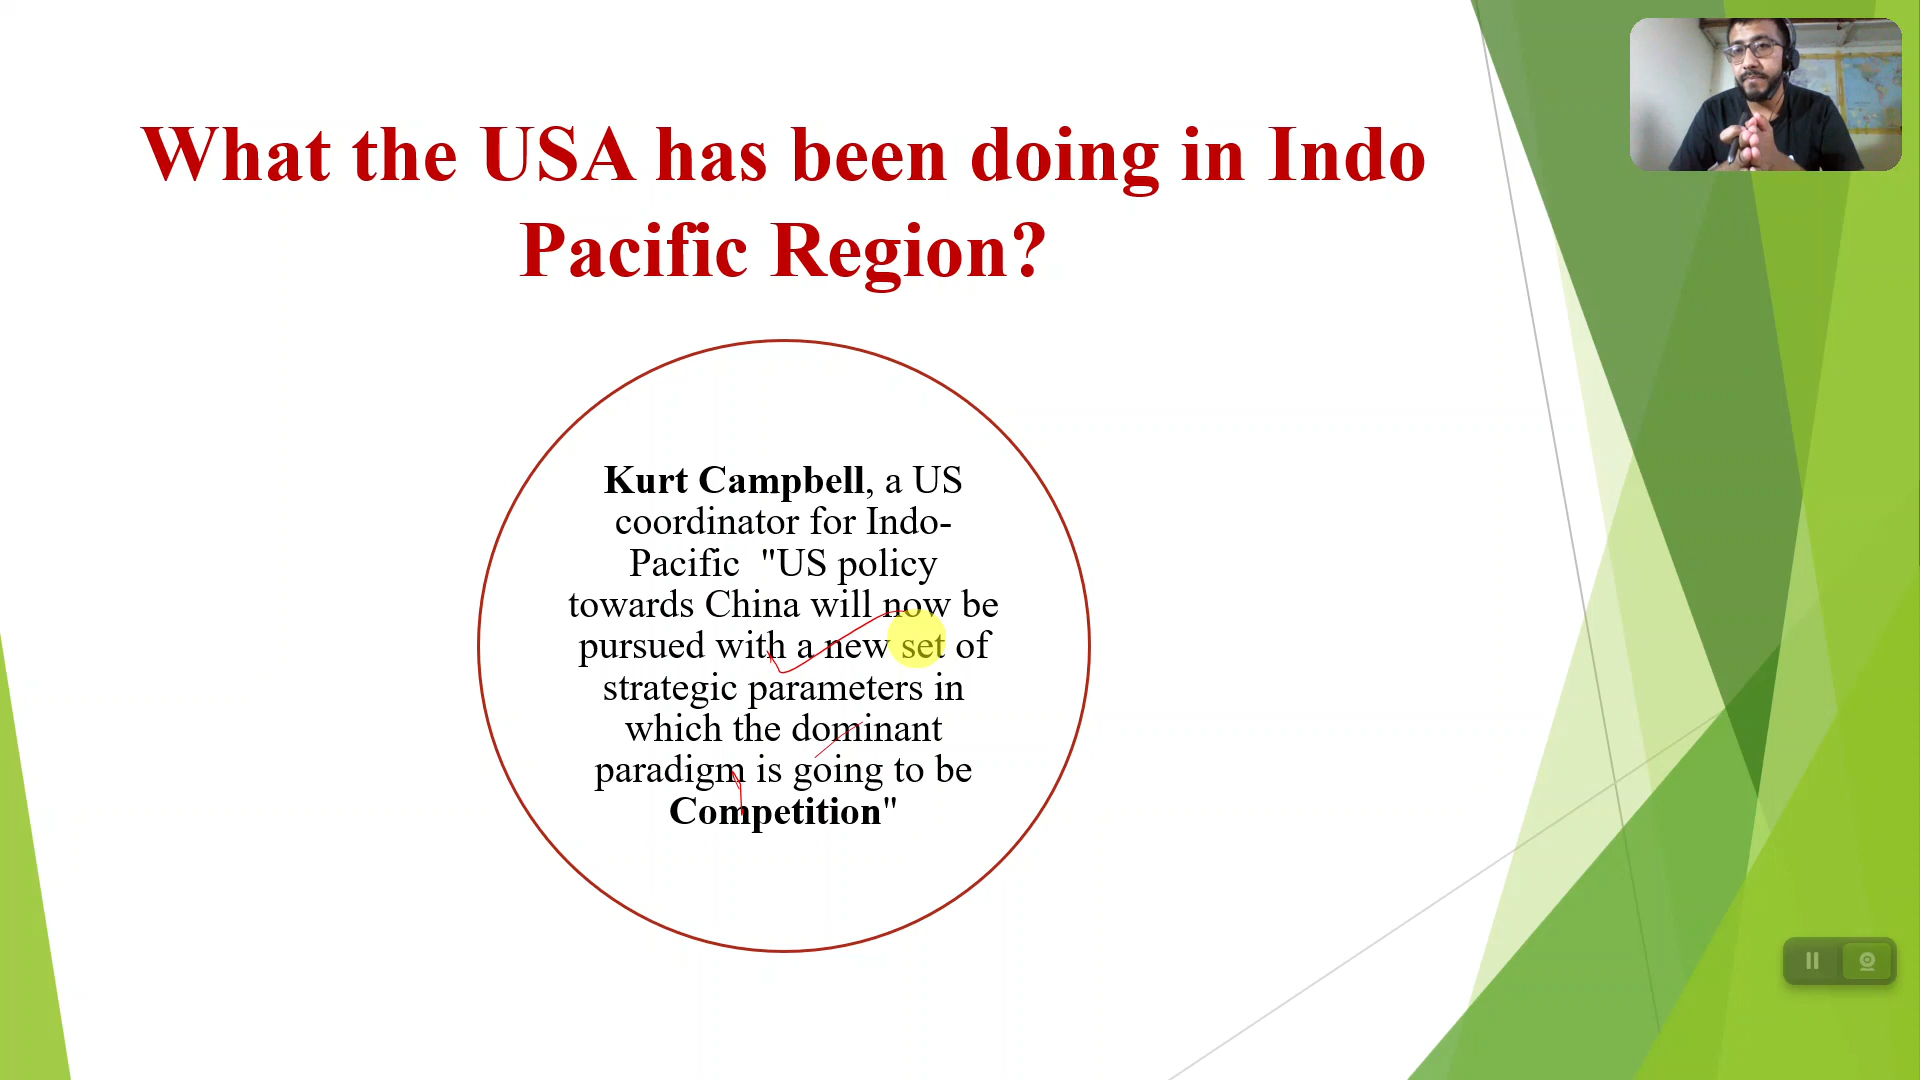 What the USA has been doing in Indo
Pacific Region?
Kurt Campbell, a US
coordinator for Indo-
Pacific  "US policy
towards China will now be
pursued with a new set of
strategic parameters in
which the dominant
paradigm is going to be
Competition"